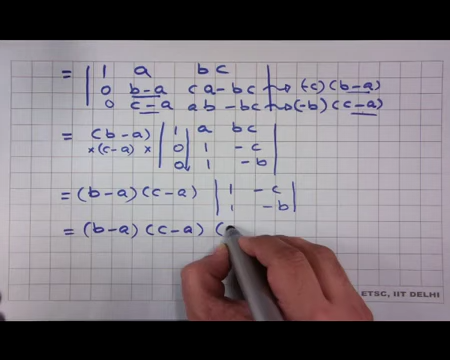 = | 1 a bc |
| 0 b-a ca-bc | → (-c)(b-a)
| 0 c-a ab-bc | → (-b)(c-a)
= (b-a) | 1 a bc |
×(c-a) × | 0 1 -c |
| 0 1 -b |
= (b-a)(c-a) | 1 -c |
| 1 -b |
= (b-a)(c-a) (
ETSC, IIT DELHI